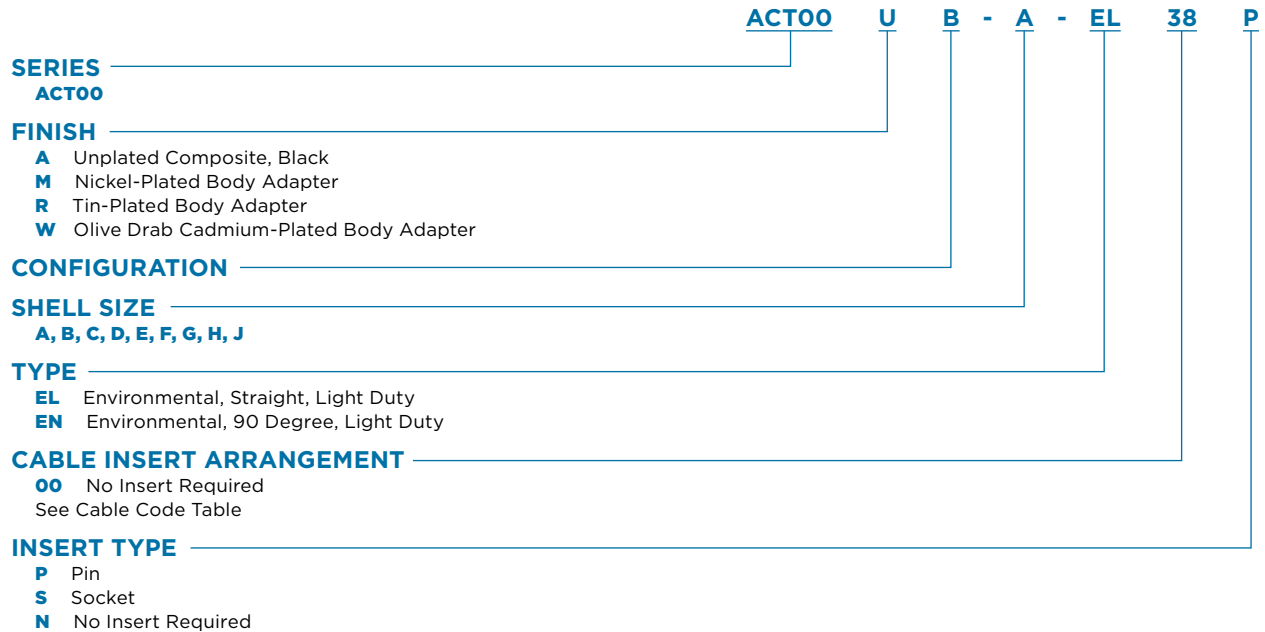 ACT00 U B - A - EL 38 P
SERIES
ACT00
FINISH
A Unplated Composite, Black
M Nickel-Plated Body Adapter
R Tin-Plated Body Adapter
W Olive Drab Cadmium-Plated Body Adapter
CONFIGURATION
SHELL SIZE
A, B, C, D, E, F, G, H, J
TYPE
EL Environmental, Straight, Light Duty
EN Environmental, 90 Degree, Light Duty
CABLE INSERT ARRANGEMENT
00 No Insert Required
See Cable Code Table
INSERT TYPE
P Pin
S Socket
N No Insert Required